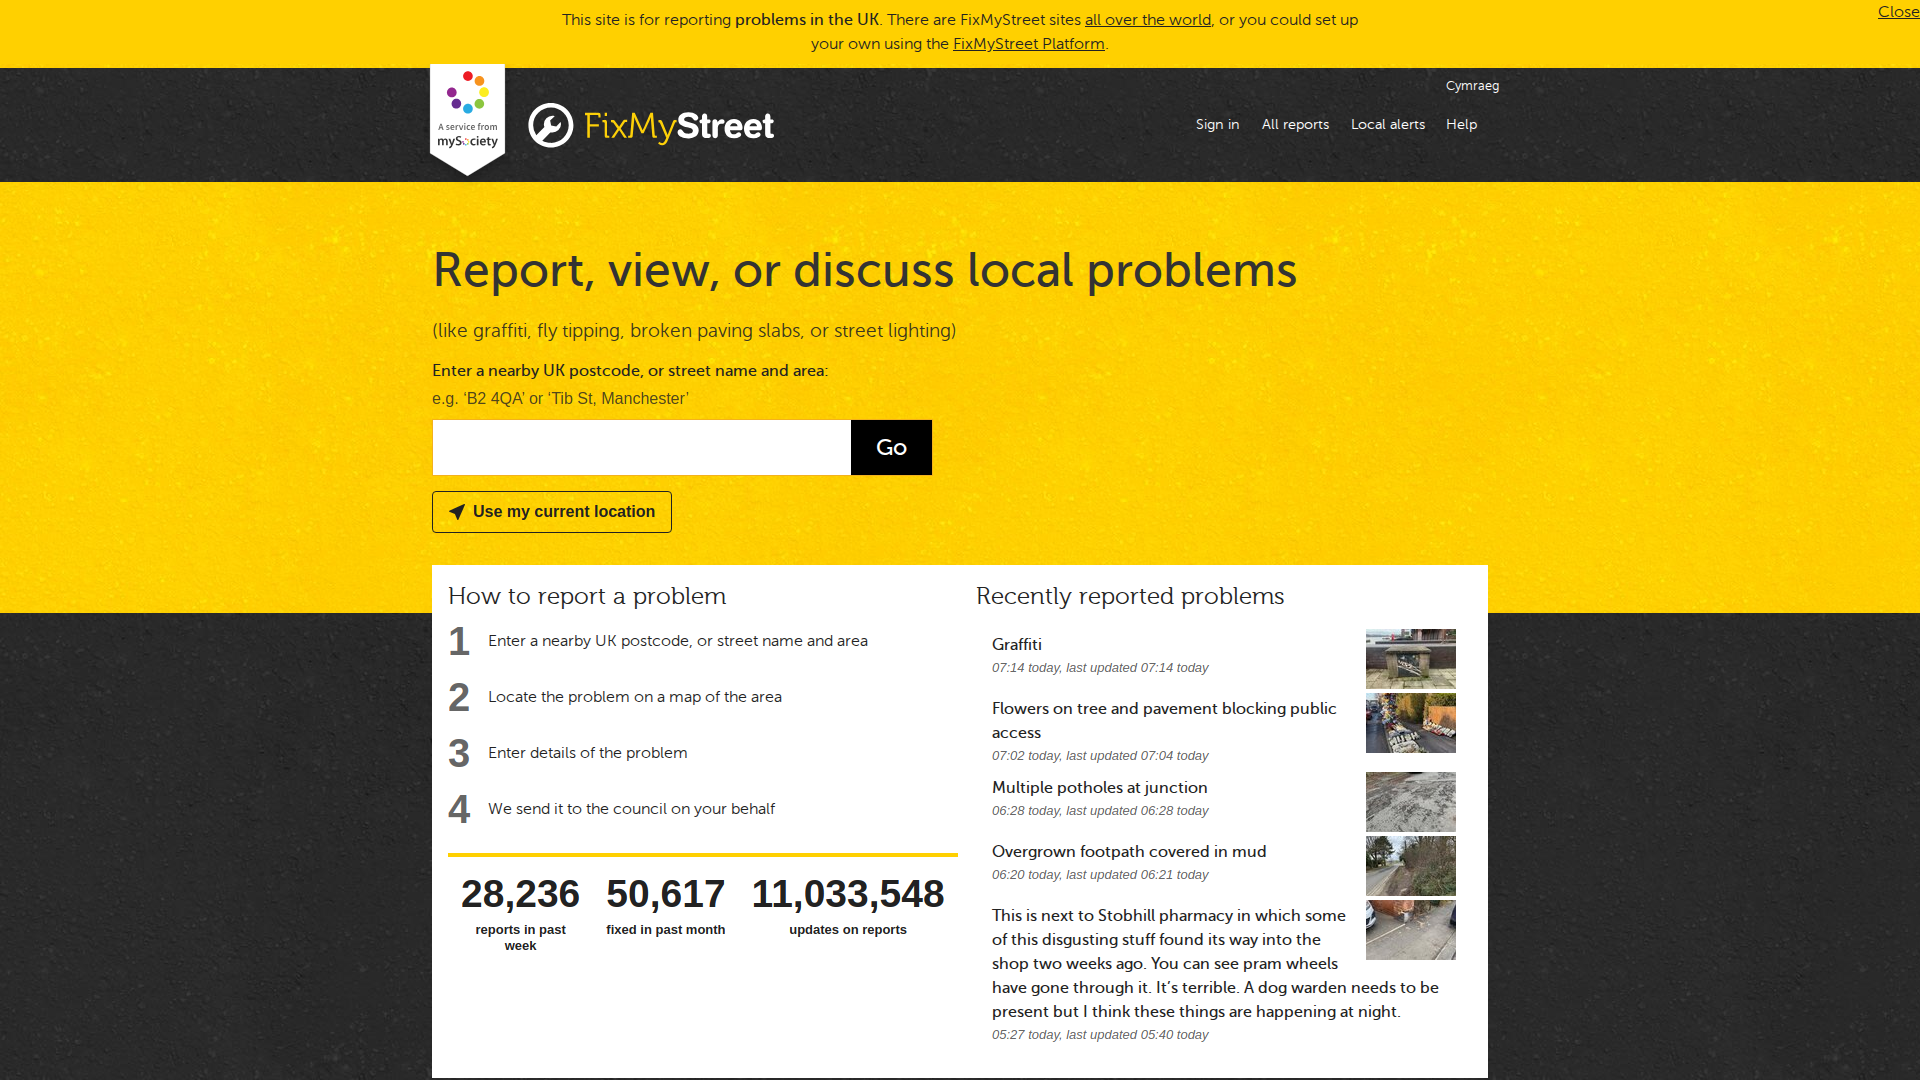 This site is for reporting problems in the UK. There are FixMyStreet sites all over the world, or you could set up
your own using the FixMyStreet Platform.
Close
A service from
mySociety
FixMyStreet
Cymraeg
Sign in
All reports
Local alerts
Help
Report, view, or discuss local problems
(like graffiti, fly tipping, broken paving slabs, or street lighting)
Enter a nearby UK postcode, or street name and area:
e.g. ‘B2 4QA’ or ‘Tib St, Manchester’
Go
Use my current location
How to report a problem
1 Enter a nearby UK postcode, or street name and area
2 Locate the problem on a map of the area
3 Enter details of the problem
4 We send it to the council on your behalf
28,236
reports in past
week
50,617
fixed in past month
11,033,548
updates on reports
Recently reported problems
Graffiti
07:14 today, last updated 07:14 today
Flowers on tree and pavement blocking public
access
07:02 today, last updated 07:04 today
Multiple potholes at junction
06:28 today, last updated 06:28 today
Overgrown footpath covered in mud
06:20 today, last updated 06:21 today
This is next to Stobhill pharmacy in which some
of this disgusting stuff found its way into the
shop two weeks ago. You can see pram wheels
have gone through it. It’s terrible. A dog warden needs to be
present but I think these things are happening at night.
05:27 today, last updated 05:40 today